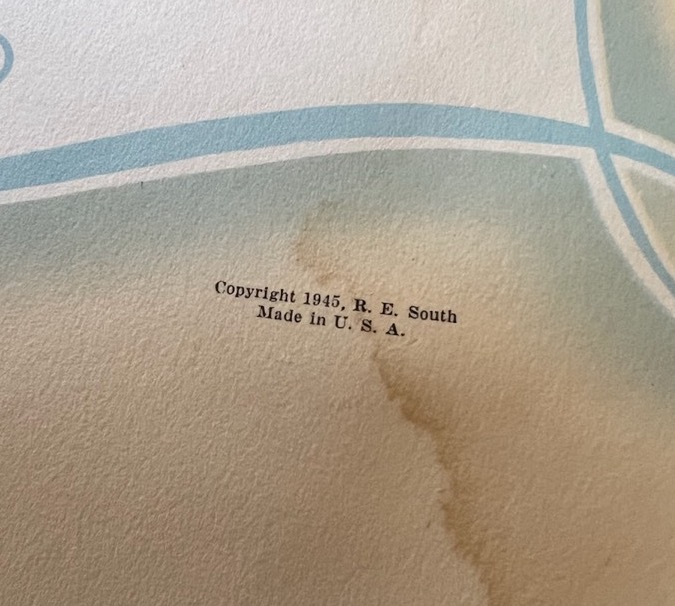 Copyright 1945, R. E. South
Made in U. S. A.